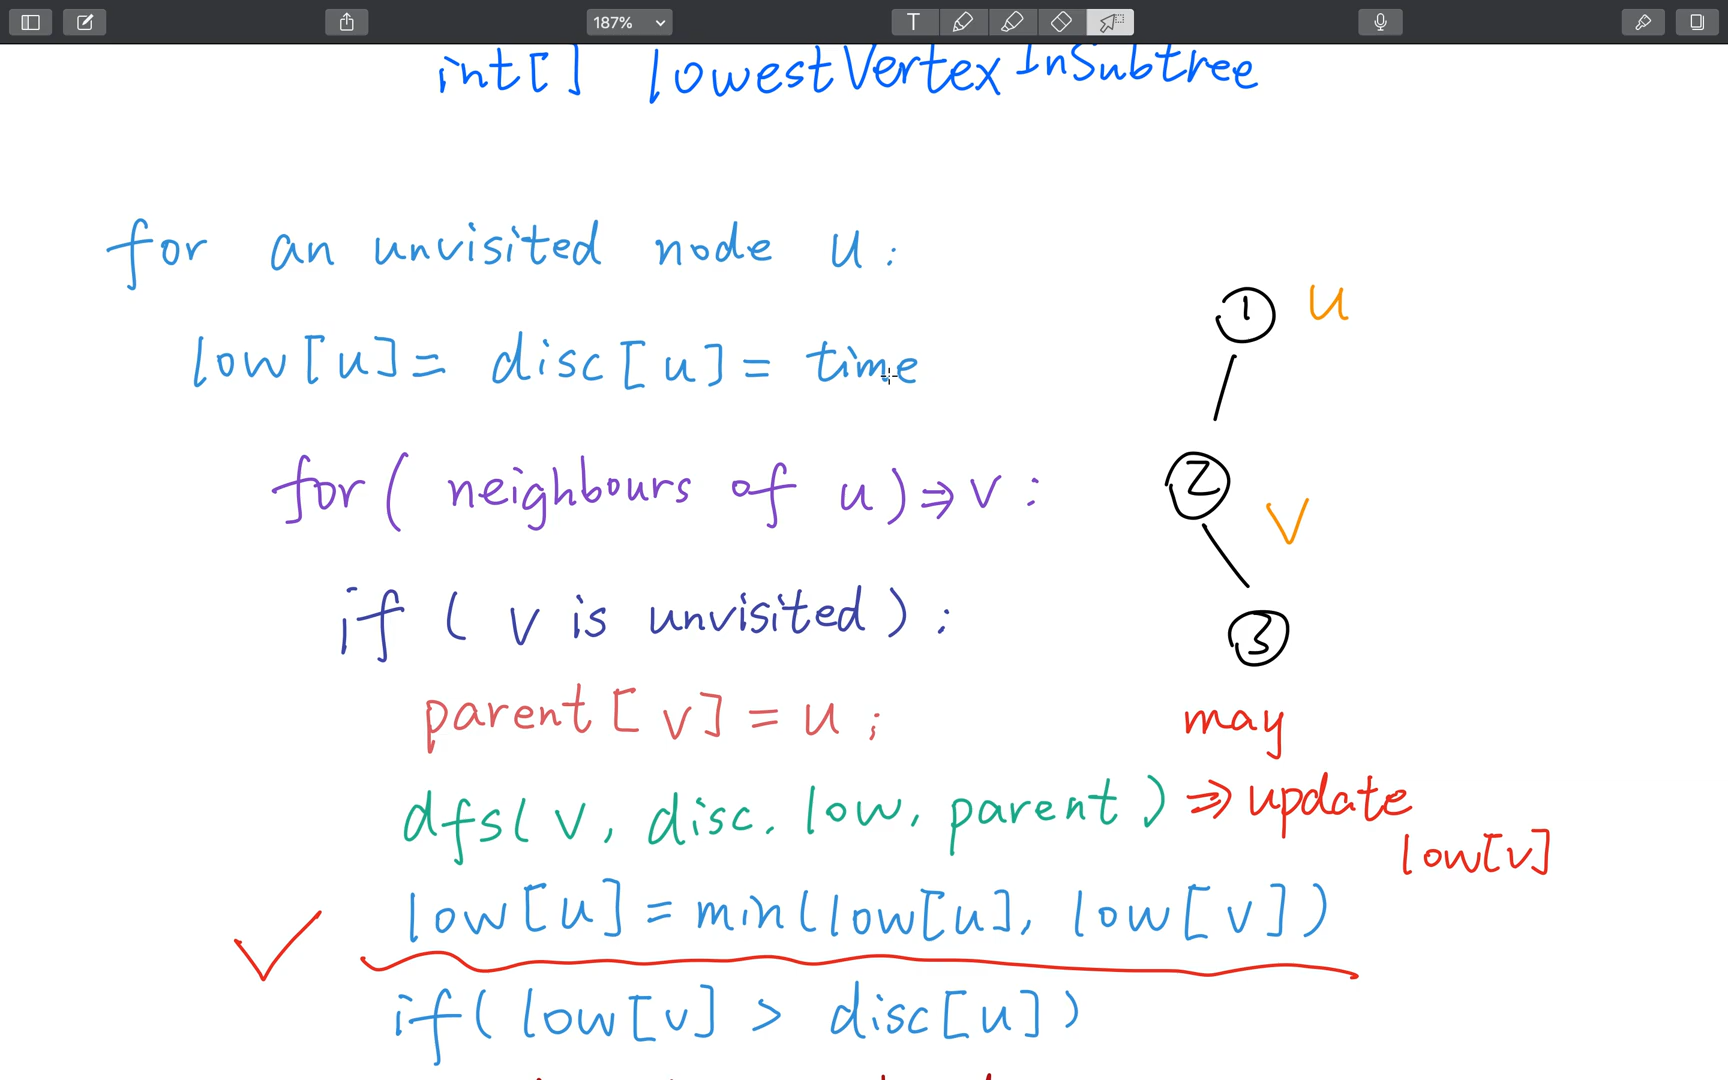 187%
T
int[] lowestVertexInSubtree
for an unvisited node u:
low[u]= disc[u]= time
for( neighbours of u)⇒v:
if ( v is unvisited ):
parent[v]=u;
dfs(v, disc, low, parent)
low[u]=min(low[u], low[v])
if(low[v] > disc[u])
1 u
2
v
3
may
⇒update
low[v]